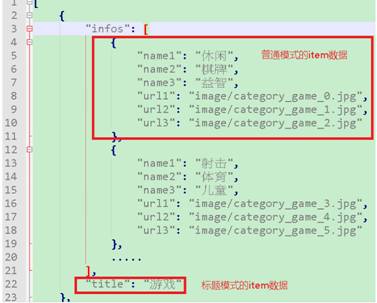 1 [
2 {
3 "infos": [
4 { 普通模式的item数据
5 "name1": "休闲",
6 "name2": "棋牌",
7 "name3": "益智",
8 "url1": "image/category_game_0.jpg",
9 "url2": "image/category_game_1.jpg",
10 "url3": "image/category_game_2.jpg"
11 },
12 {
13 "name1": "射击",
14 "name2": "体育",
15 "name3": "儿童",
16 "url1": "image/category_game_3.jpg",
17 "url2": "image/category_game_4.jpg",
18 "url3": "image/category_game_5.jpg"
19 },
20 .....
21 ],
22 "title": "游戏" 标题模式的item数据
23 },